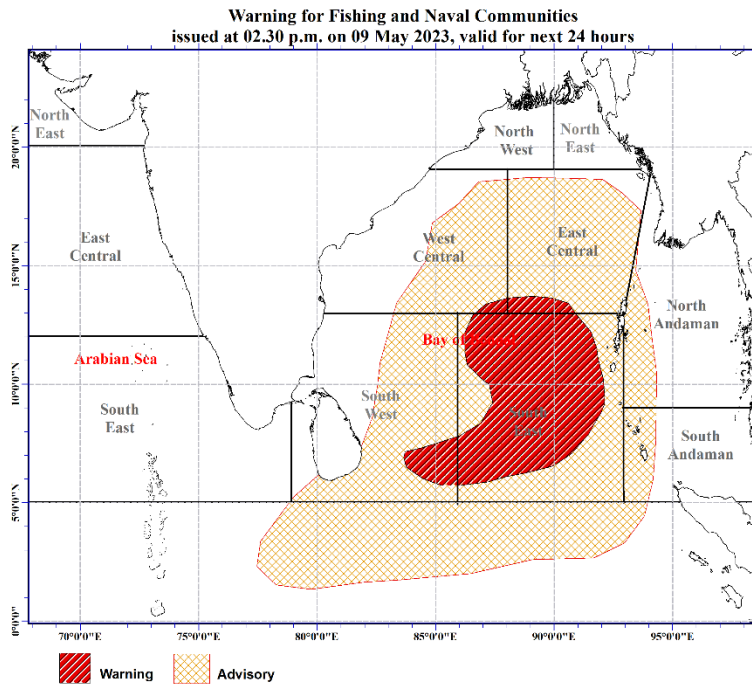 Warning for Fishing and Naval Communities
issued at 02.30 p.m. on 09 May 2023, valid for next 24 hours
North
East
North
West
North
East
20°0'0"N
East
Central
West
Central
East
Central
15°0'0"N
North
Andaman
Arabian Sea
Bay of
10°0'0"N
South
East
South
West
South
East
South
Andaman
5°0'0"N
0°0'0"
70°0'0"E
75°0'0"E
80°0'0"E
85°0'0"E
90°0'0"E
95°0'0"E
Warning
Advisory